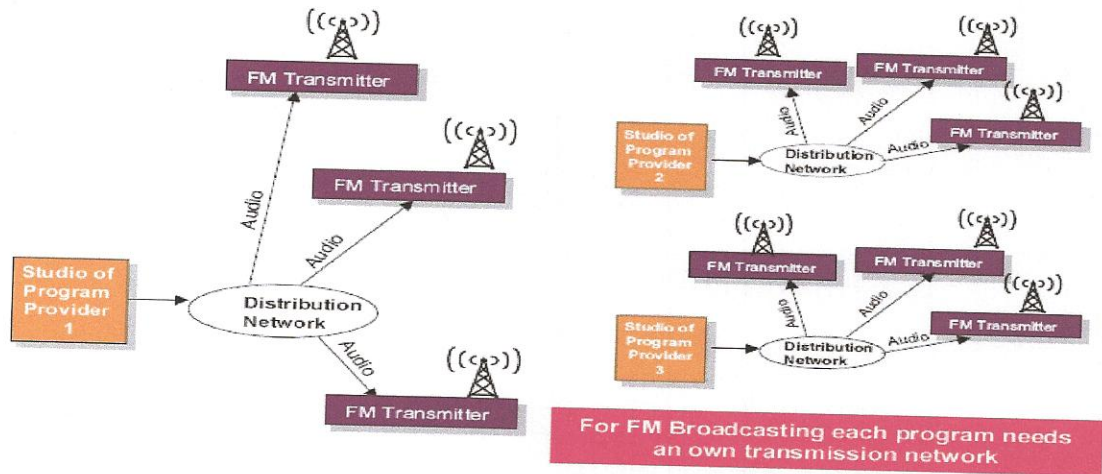 FM Transmitter
Audio
FM Transmitter
Audio
Studio of
Program
Provider
1
Distribution
Network
Audio
FM Transmitter
FM Transmitter
FM Transmitter
Audio
Audio
FM Transmitter
Studio of
Program
Provider
2
Distribution
Network
Audio
FM Transmitter
FM Transmitter
Audio
Audio
FM Transmitter
Studio of
Program
Provider
3
Distribution
Network
Audio
For FM Broadcasting each program needs
an own transmission network